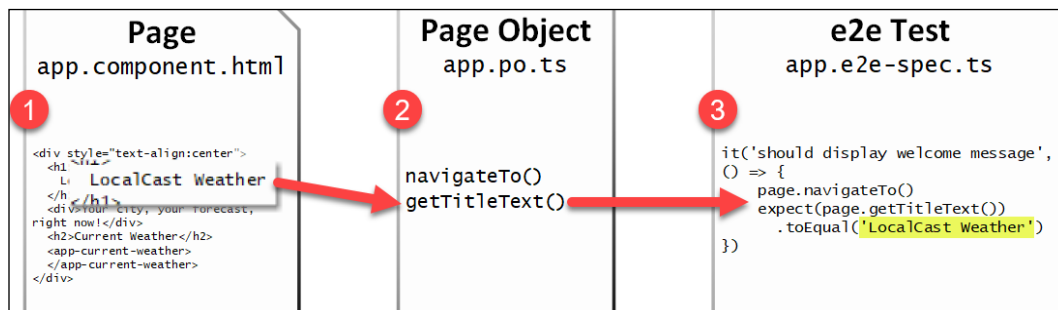 Page
app.component.html
1
<div style="text-align:center">
<h1
LocalCast Weather
</h1>
<div>Your city, your forecast,
right now!</div>
<h2>Current Weather</h2>
<app-current-weather>
</app-current-weather>
</div>
Page Object
app.po.ts
2
navigateTo()
getTitleText()
e2e Test
app.e2e-spec.ts
3
it('should display welcome message',
() => {
page.navigateTo()
expect(page.getTitleText())
.toEqual('LocalCast Weather')
})